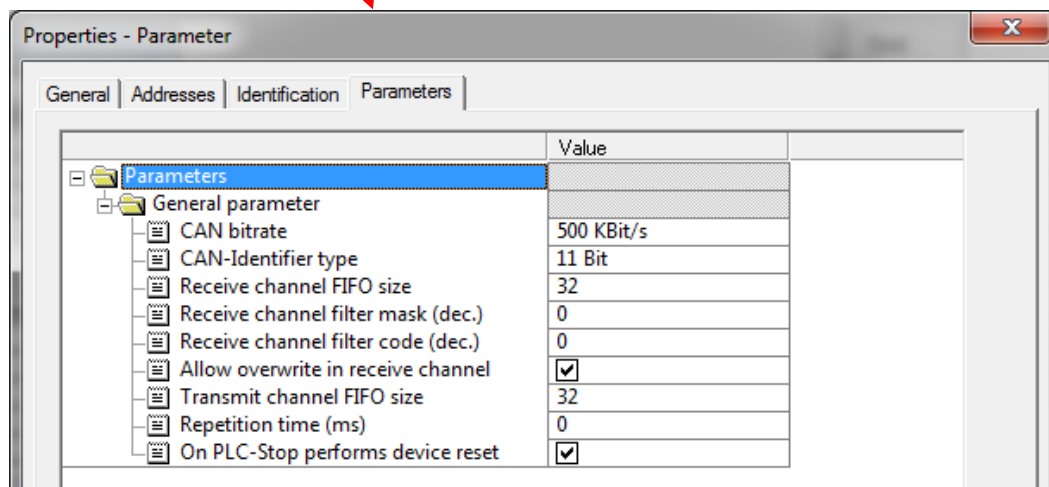 Properties - Parameter
General Addresses Identification Parameters
Value
Parameters
General parameter
CAN bitrate 500 KBit/s
CAN-Identifier type 11 Bit
Receive channel FIFO size 32
Receive channel filter mask (dec.) 0
Receive channel filter code (dec.) 0
Allow overwrite in receive channel
Transmit channel FIFO size 32
Repetition time (ms) 0
On PLC-Stop performs device reset